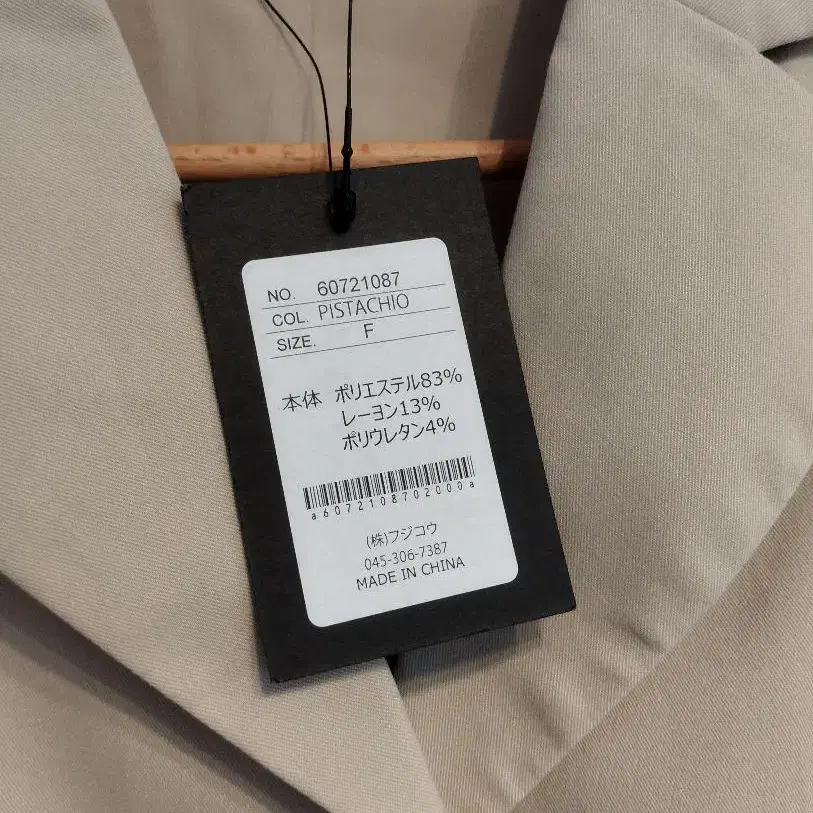 NO. 60721087
COL. PISTACHIO
SIZE. F
本体 ポリエステル83%
レーヨン13%
ポリウレタン4%
a6072108702000a
(株)フジコウ
045-306-7387
MADE IN CHINA